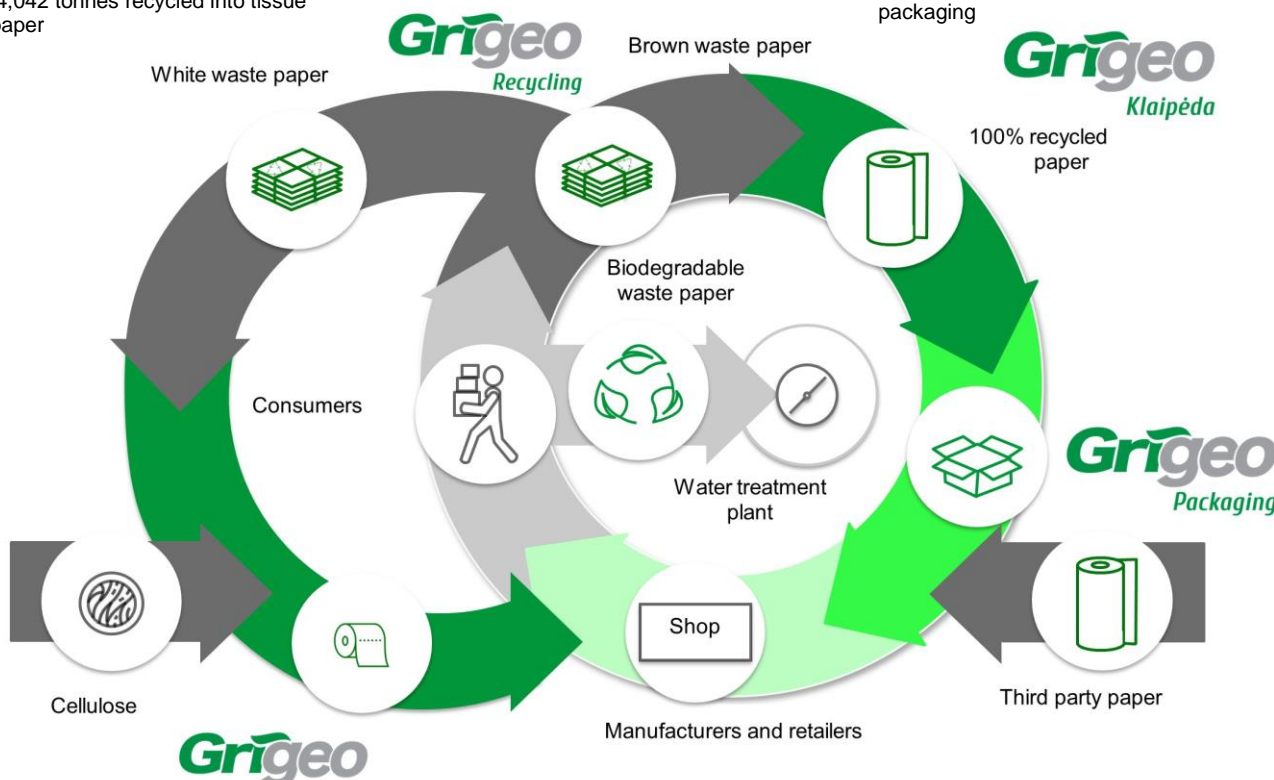 4,042 tonnes recycled into tissue
paper
packaging
Grigeo
Recycling
Brown waste paper
Grigeo
Klaipėda
White waste paper
100% recycled
paper
Biodegradable
waste paper
Consumers
Water treatment
plant
Grigeo
Packaging
Shop
Cellulose
Third party paper
Manufacturers and retailers
Grigeo